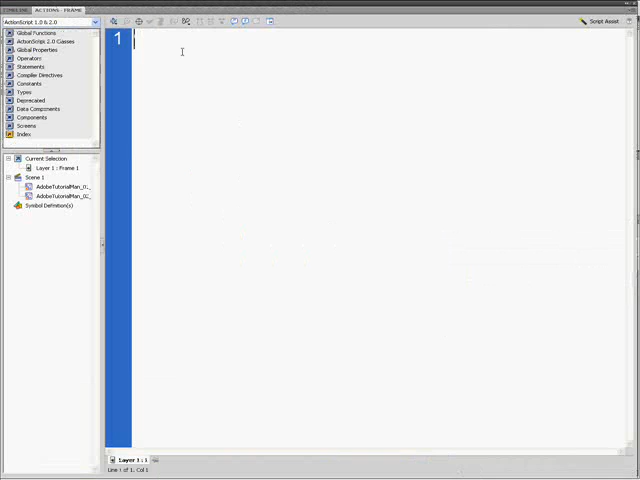 TIMELINE ACTIONS - FRAME
ActionScript 1.0 & 2.0
Script Assist
Global Functions
ActionScript 2.0 Classes
Global Properties
Operators
Statements
Compiler Directives
Constants
Types
Deprecated
Data Components
Components
Screens
Index
1
Current Selection
Layer 1 : Frame 1
Scene 1
AdobeTutorialMan_01_
AdobeTutorialMan_02_
Symbol Definition(s)
Layer 1 : 1
Line 1 of 1, Col 1